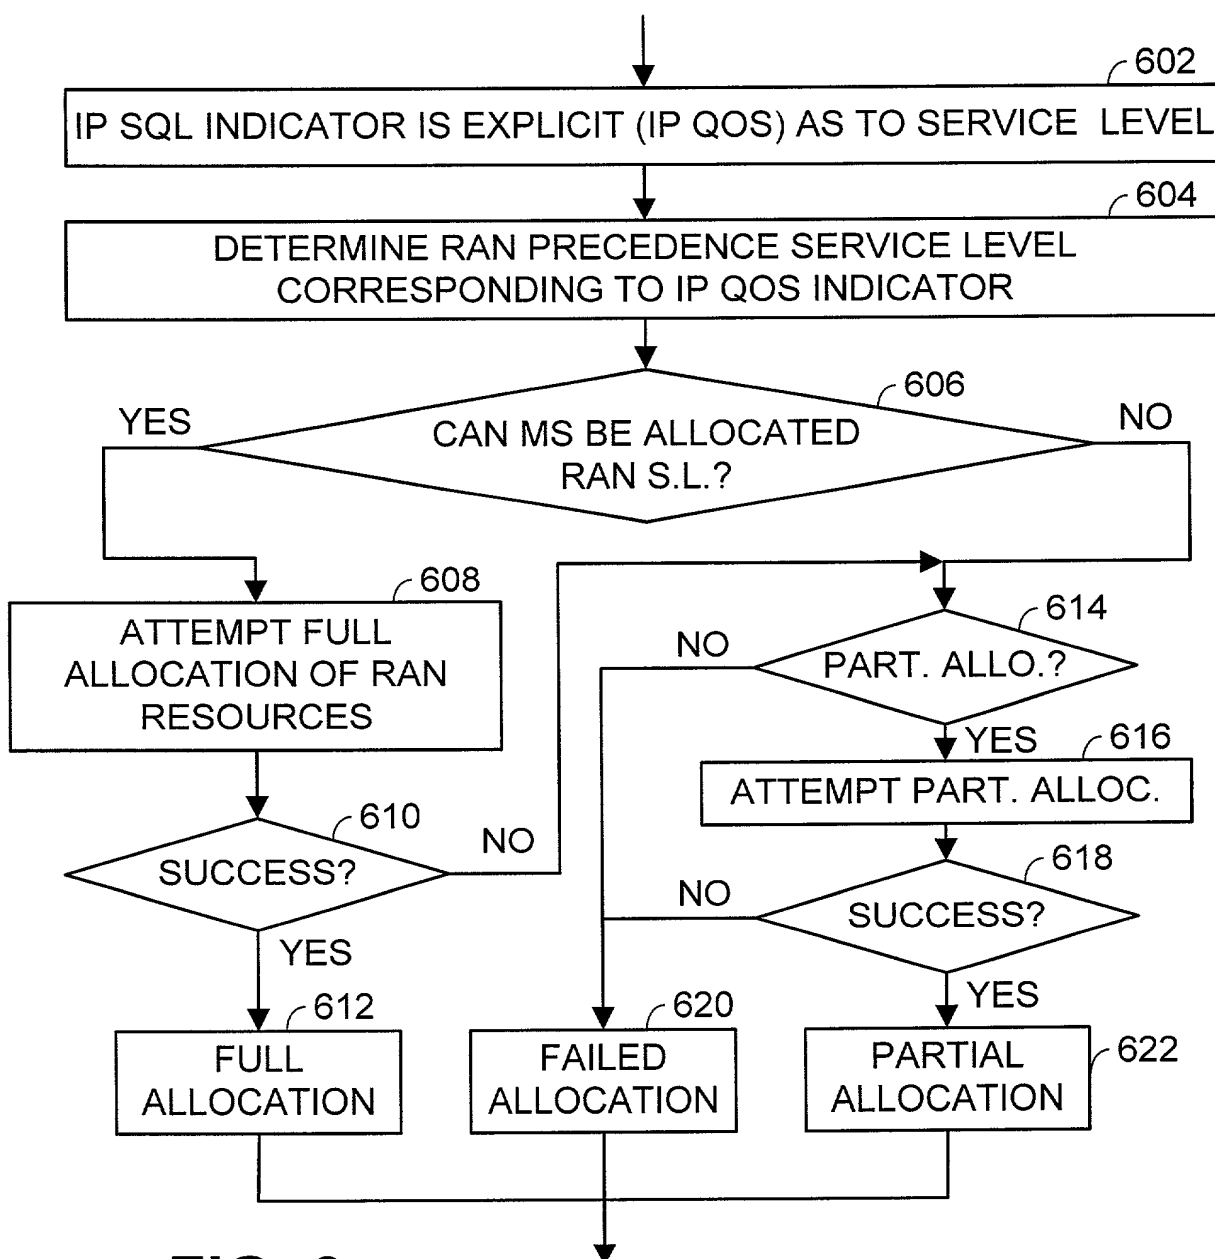 602
IP SQL INDICATOR IS EXPLICIT (IP QOS) AS TO SERVICE LEVEL
604
DETERMINE RAN PRECEDENCE SERVICE LEVEL
CORRESPONDING TO IP QOS INDICATOR
606
YES
NO
CAN MS BE ALLOCATED
RAN S.L.?
608
ATTEMPT FULL
ALLOCATION OF RAN
RESOURCES
614
NO
PART. ALLO.?
YES
616
ATTEMPT PART. ALLOC.
610
NO
SUCCESS?
YES
618
NO
SUCCESS?
YES
612
FULL
ALLOCATION
620
FAILED
ALLOCATION
622
PARTIAL
ALLOCATION